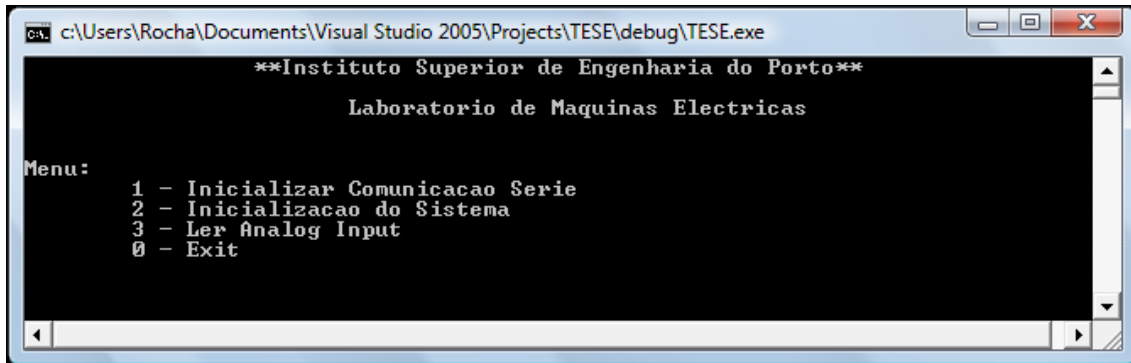 c:\Users\Rocha\Documents\Visual Studio 2005\Projects\TESE\debug\TESE.exe
**Instituto Superior de Engenharia do Porto**
Laboratorio de Maquinas Electricas
Menu:
1 - Inicializar Comunicacao Serie
2 - Inicializacao do Sistema
3 - Ler Analog Input
0 - Exit